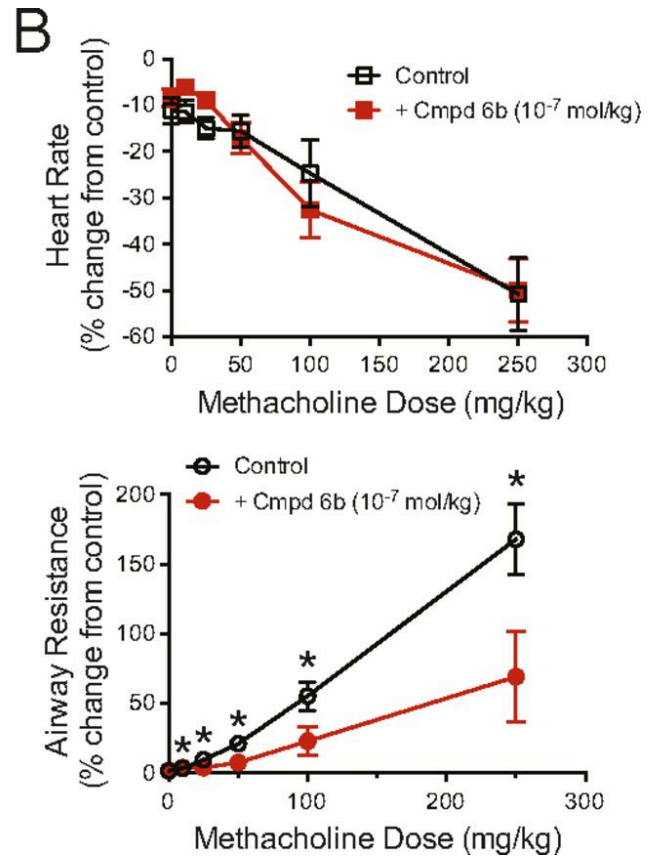 B
Heart Rate
(% change from control)
0
-10
-20
-30
-40
-50
-60
Control
+ Cmpd 6b (10-7 mol/kg)
0 50 100 150 200 250 300
Methacholine Dose (mg/kg)
Airway Resistance
(% change from control)
200
150
100
50
0
Control
+ Cmpd 6b (10-7 mol/kg)
*
*
*
*
*
0 100 200 300
Methacholine Dose (mg/kg)